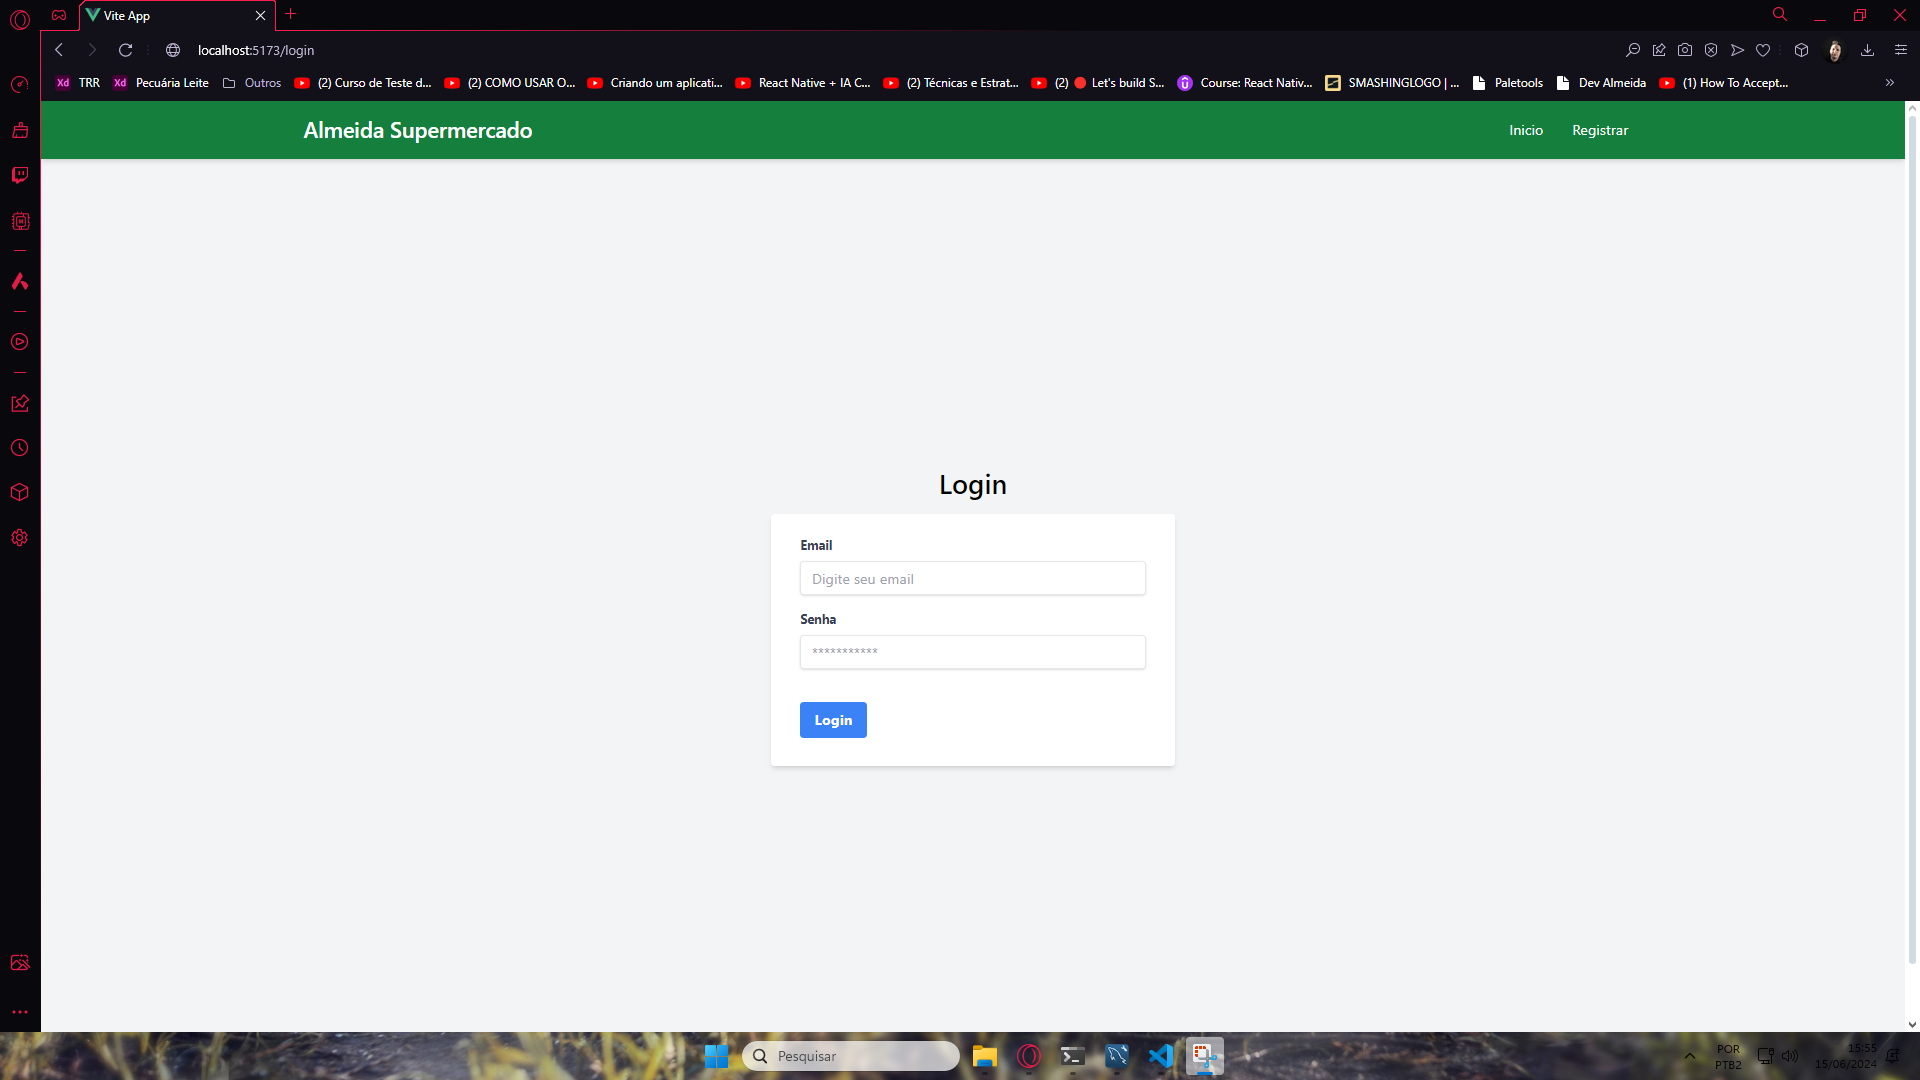 Vite App
localhost:5173/login
TRR
Pecuária Leite
Outros
(2) Curso de Teste d...
(2) COMO USAR O...
Criando um aplicati...
React Native + IA C...
(2) Técnicas e Estrat...
(2) 🔴 Let's build S...
Course: React Nativ...
SMASHINGLOGO | ...
Paletools
Dev Almeida
(1) How To Accept...
Almeida Supermercado
Inicio
Registrar
Login
Email
Digite seu email
Senha
***********
Login
Pesquisar
POR
PTB2
15:55
15/06/2024